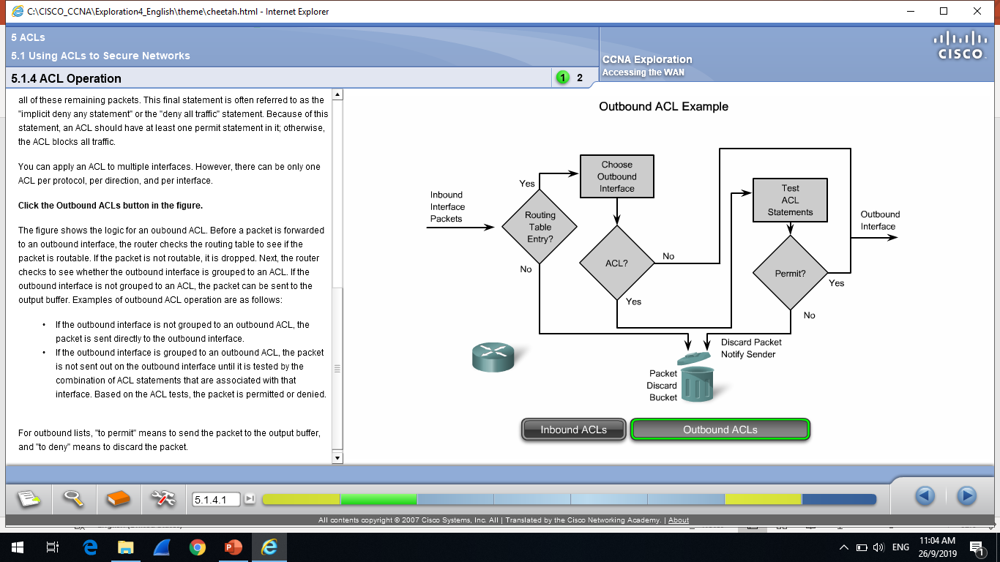 C:\CISCO_CCNA\Exploration4_English\theme\cheetah.html - Internet Explorer
5 ACLs
5.1 Using ACLs to Secure Networks
CCNA Exploration
Accessing the WAN
CISCO
5.1.4 ACL Operation
1 2
all of these remaining packets. This final statement is often referred to as the
"implicit deny any statement" or the "deny all traffic" statement. Because of this
statement, an ACL should have at least one permit statement in it; otherwise,
the ACL blocks all traffic.
You can apply an ACL to multiple interfaces. However, there can be only one
ACL per protocol, per direction, and per interface.
Click the Outbound ACLs button in the figure.
The figure shows the logic for an oubound ACL. Before a packet is forwarded
to an outbound interface, the router checks the routing table to see if the
packet is routable. If the packet is not routable, it is dropped. Next, the router
checks to see whether the outbound interface is grouped to an ACL. If the
outbound interface is not grouped to an ACL, the packet can be sent to the
output buffer. Examples of outbound ACL operation are as follows:
• If the outbound interface is not grouped to an outbound ACL, the
packet is sent directly to the outbound interface.
• If the outbound interface is grouped to an outbound ACL, the packet
is not sent out on the outbound interface until it is tested by the
combination of ACL statements that are associated with that
interface. Based on the ACL tests, the packet is permitted or denied.
For outbound lists, "to permit" means to send the packet to the output buffer,
and "to deny" means to discard the packet.
Outbound ACL Example
Inbound
Interface
Packets
Routing
Table
Entry?
Yes
No
Choose
Outbound
Interface
ACL?
No
Yes
Test
ACL
Statements
Permit?
Yes
No
Outbound
Interface
Discard Packet
Notify Sender
Packet
Discard
Bucket
Inbound ACLs
Outbound ACLs
5.1.4.1
All contents copyright © 2007 Cisco Systems, Inc. All | Translated by the Cisco Networking Academy. | About
ENG
11:04 AM
26/9/2019
1